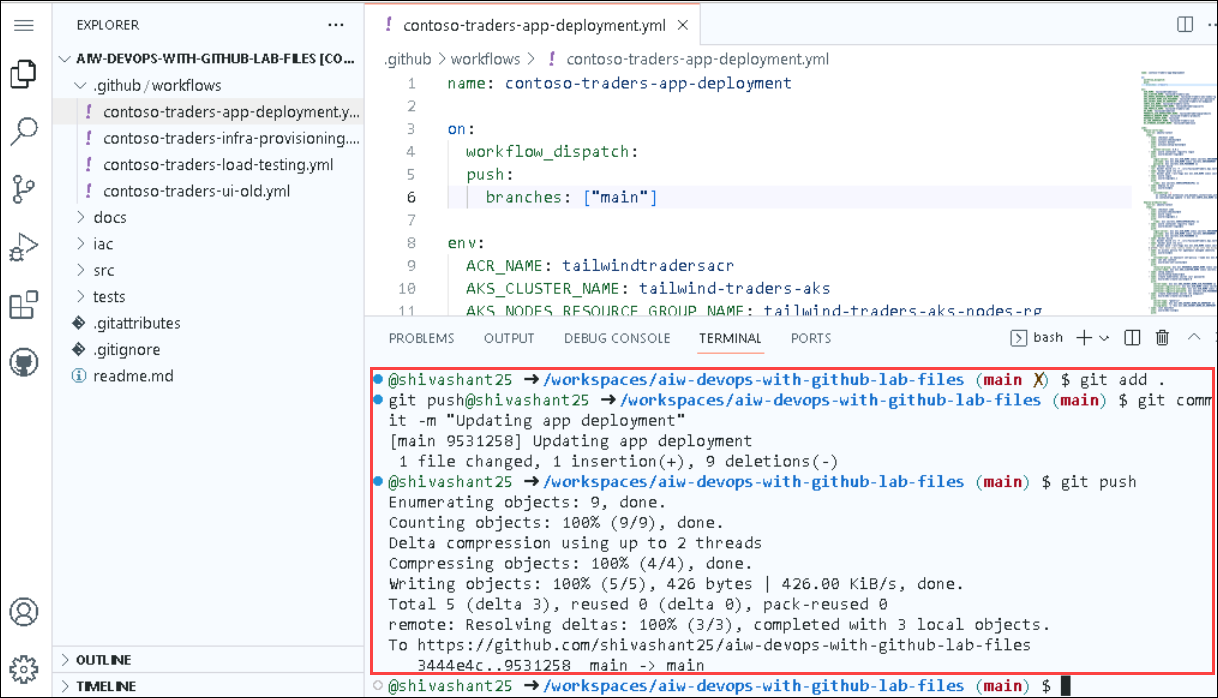 EXPLORER
...
AIW-DEVOPS-WITH-GITHUB-LAB-FILES [CO...
.github / workflows
! contoso-traders-app-deployment.y...
! contoso-traders-infra-provisioning....
! contoso-traders-load-testing.yml
! contoso-traders-ui-old.yml
docs
iac
src
tests
.gitattributes
.gitignore
readme.md
OUTLINE
TIMELINE
! contoso-traders-app-deployment.yml
.github > workflows > ! contoso-traders-app-deployment.yml
1 name: contoso-traders-app-deployment
2
3 on:
4 workflow_dispatch:
5 push:
6 branches: ["main"]
7
8 env:
9 ACR_NAME: tailwindtradersacr
10 AKS_CLUSTER_NAME: tailwind-traders-aks
11 AKS_NODES_RESOURCE_GROUP_NAME: tailwind-traders-aks-nodes-rg
PROBLEMS OUTPUT DEBUG CONSOLE TERMINAL PORTS
bash
@shivashant25 ➜ /workspaces/aiw-devops-with-github-lab-files (main ✗) $ git add .
git push@shivashant25 ➜ /workspaces/aiw-devops-with-github-lab-files (main) $ git comm
it -m "Updating app deployment"
[main 9531258] Updating app deployment
1 file changed, 1 insertion(+), 9 deletions(-)
@shivashant25 ➜ /workspaces/aiw-devops-with-github-lab-files (main) $ git push
Enumerating objects: 9, done.
Counting objects: 100% (9/9), done.
Delta compression using up to 2 threads
Compressing objects: 100% (4/4), done.
Writing objects: 100% (5/5), 426 bytes | 426.00 KiB/s, done.
Total 5 (delta 3), reused 0 (delta 0), pack-reused 0
remote: Resolving deltas: 100% (3/3), completed with 3 local objects.
To https://github.com/shivashant25/aiw-devops-with-github-lab-files
3444e4c..9531258 main -> main
@shivashant25 ➜ /workspaces/aiw-devops-with-github-lab-files (main) $